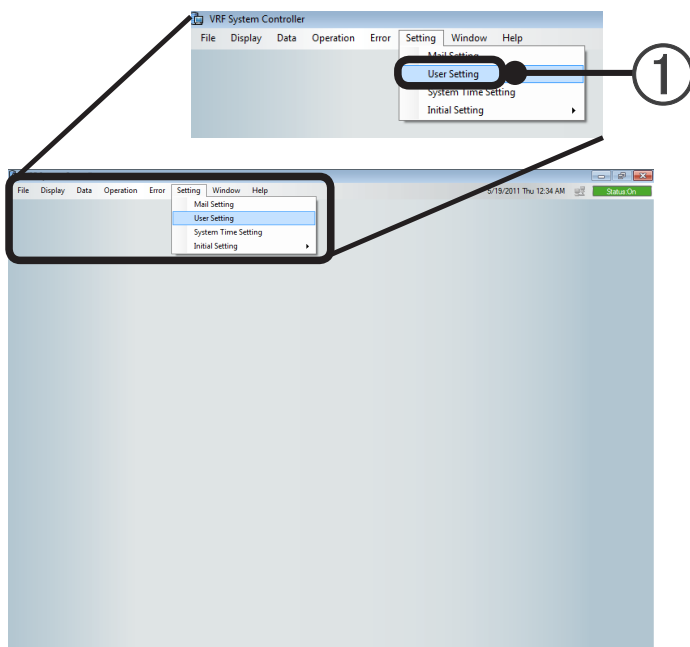 VRF System Controller
File Display Data Operation Error Setting Window Help
Mail Setting
User Setting
System Time Setting
Initial Setting
1
File Display Data Operation Error Setting Window Help
5/19/2011 Thu 12:34 AM Status On
Mail Setting
User Setting
System Time Setting
Initial Setting